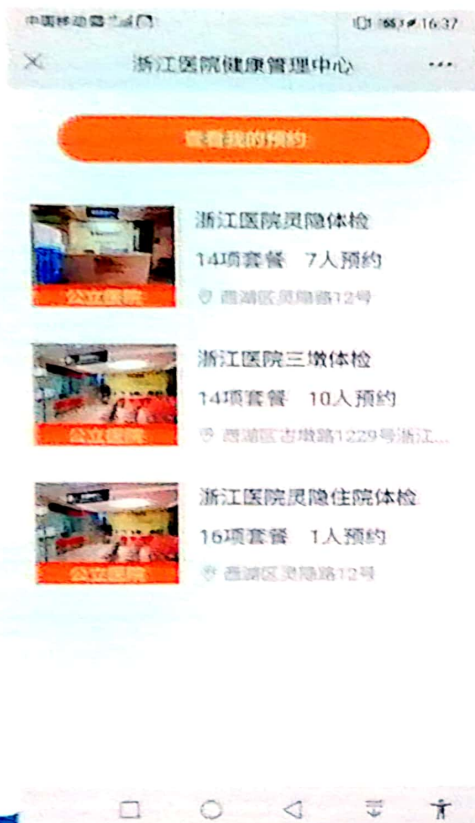 中国移动
16:37
浙江医院健康管理中心
查看我的预约
浙江医院灵隐体检
14项套餐 7人预约
公立医院
西湖区灵隐路12号
浙江医院三墩体检
14项套餐 10人预约
公立医院
西湖区古墩路1229号浙江...
浙江医院灵隐住院体检
16项套餐 1人预约
公立医院
西湖区灵隐路12号